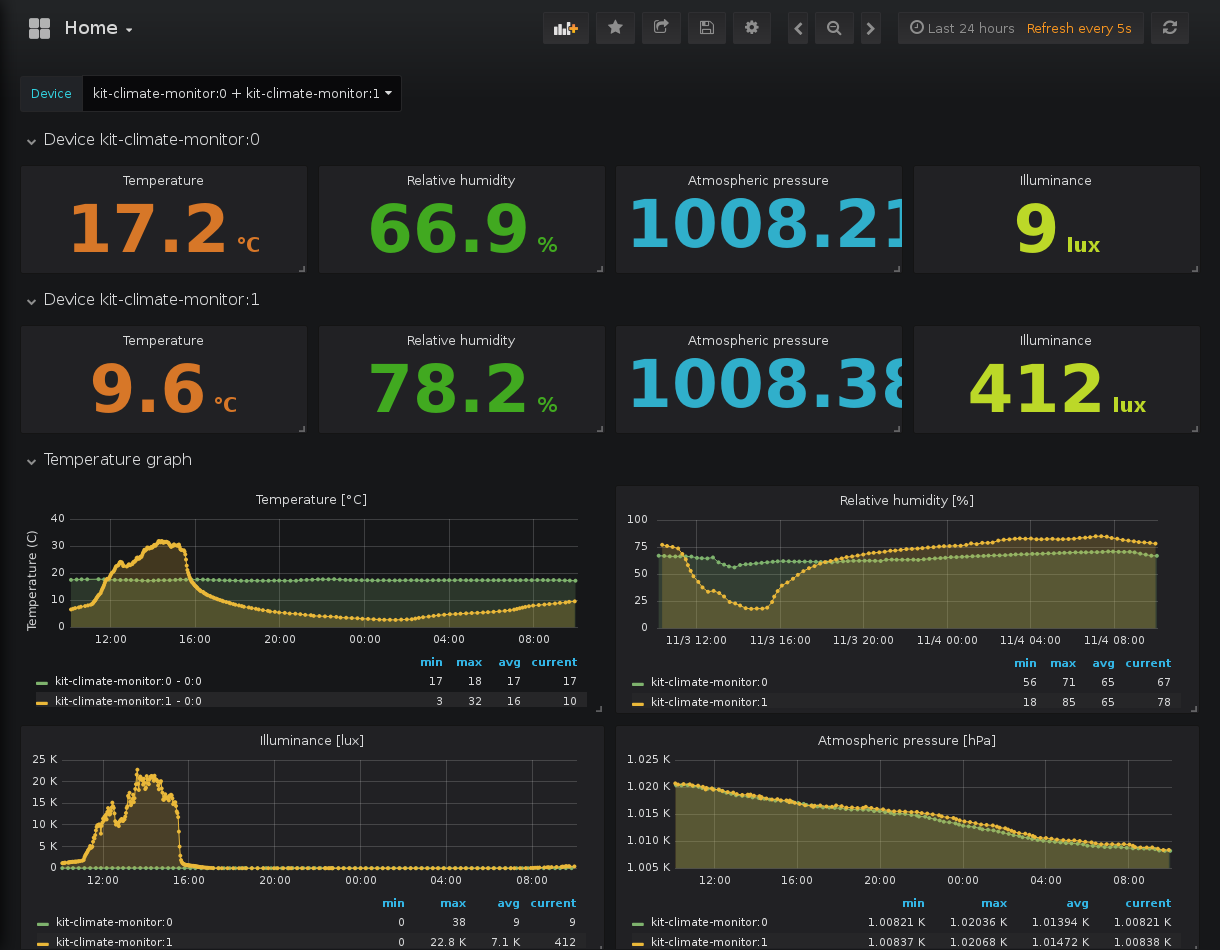 Home
Last 24 hours Refresh every 5s
Device kit-climate-monitor:0 + kit-climate-monitor:1
Device kit-climate-monitor:0
Temperature Relative humidity Atmospheric pressure Illuminance
17.2 °C 66.9 % 1008.21 9 lux
Device kit-climate-monitor:1
Temperature Relative humidity Atmospheric pressure Illuminance
9.6 °C 78.2 % 1008.38 412 lux
Temperature graph
Temperature [°C]
Temperature (C)
40
30
20
10
0
12:00 16:00 20:00 00:00 04:00 08:00
min max avg current
kit-climate-monitor:0 - 0:0 17 18 17 17
kit-climate-monitor:1 - 0:0 3 32 16 10
Relative humidity [%]
100
75
50
25
0
11/3 12:00 11/3 16:00 11/3 20:00 11/4 00:00 11/4 04:00 11/4 08:00
min max avg current
kit-climate-monitor:0 56 71 65 67
kit-climate-monitor:1 18 85 65 78
Illuminance [lux]
25 K
20 K
15 K
10 K
5 K
0
12:00 16:00 20:00 00:00 04:00 08:00
min max avg current
kit-climate-monitor:0 0 38 9 9
kit-climate-monitor:1 0 22.8 K 7.1 K 412
Atmospheric pressure [hPa]
1.025 K
1.020 K
1.015 K
1.010 K
1.005 K
12:00 16:00 20:00 00:00 04:00 08:00
min max avg current
kit-climate-monitor:0 1.00821 K 1.02036 K 1.01394 K 1.00821 K
kit-climate-monitor:1 1.00837 K 1.02068 K 1.01472 K 1.00838 K